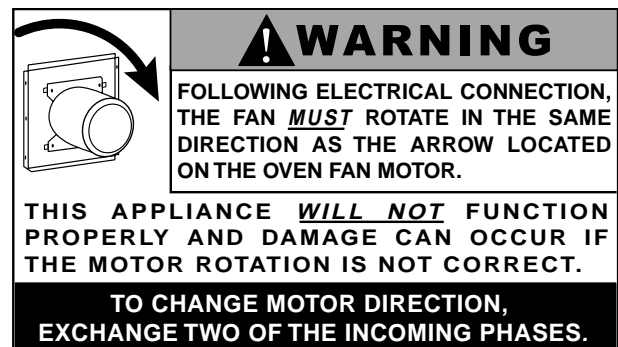 WARNING
FOLLOWING ELECTRICAL CONNECTION,
THE FAN MUST ROTATE IN THE SAME
DIRECTION AS THE ARROW LOCATED
ON THE OVEN FAN MOTOR.
THIS APPLIANCE WILL NOT FUNCTION
PROPERLY AND DAMAGE CAN OCCUR IF
THE MOTOR ROTATION IS NOT CORRECT.
TO CHANGE MOTOR DIRECTION,
EXCHANGE TWO OF THE INCOMING PHASES.